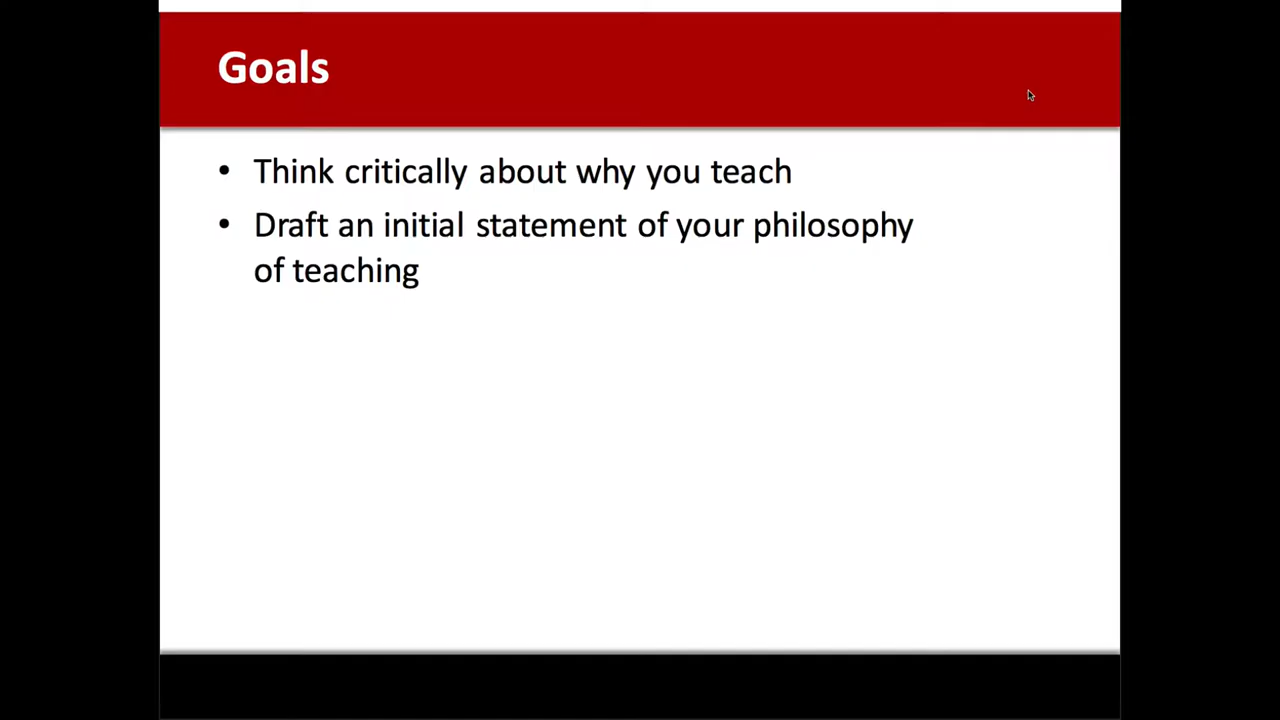 Goals
• Think critically about why you teach
• Draft an initial statement of your philosophy
of teaching